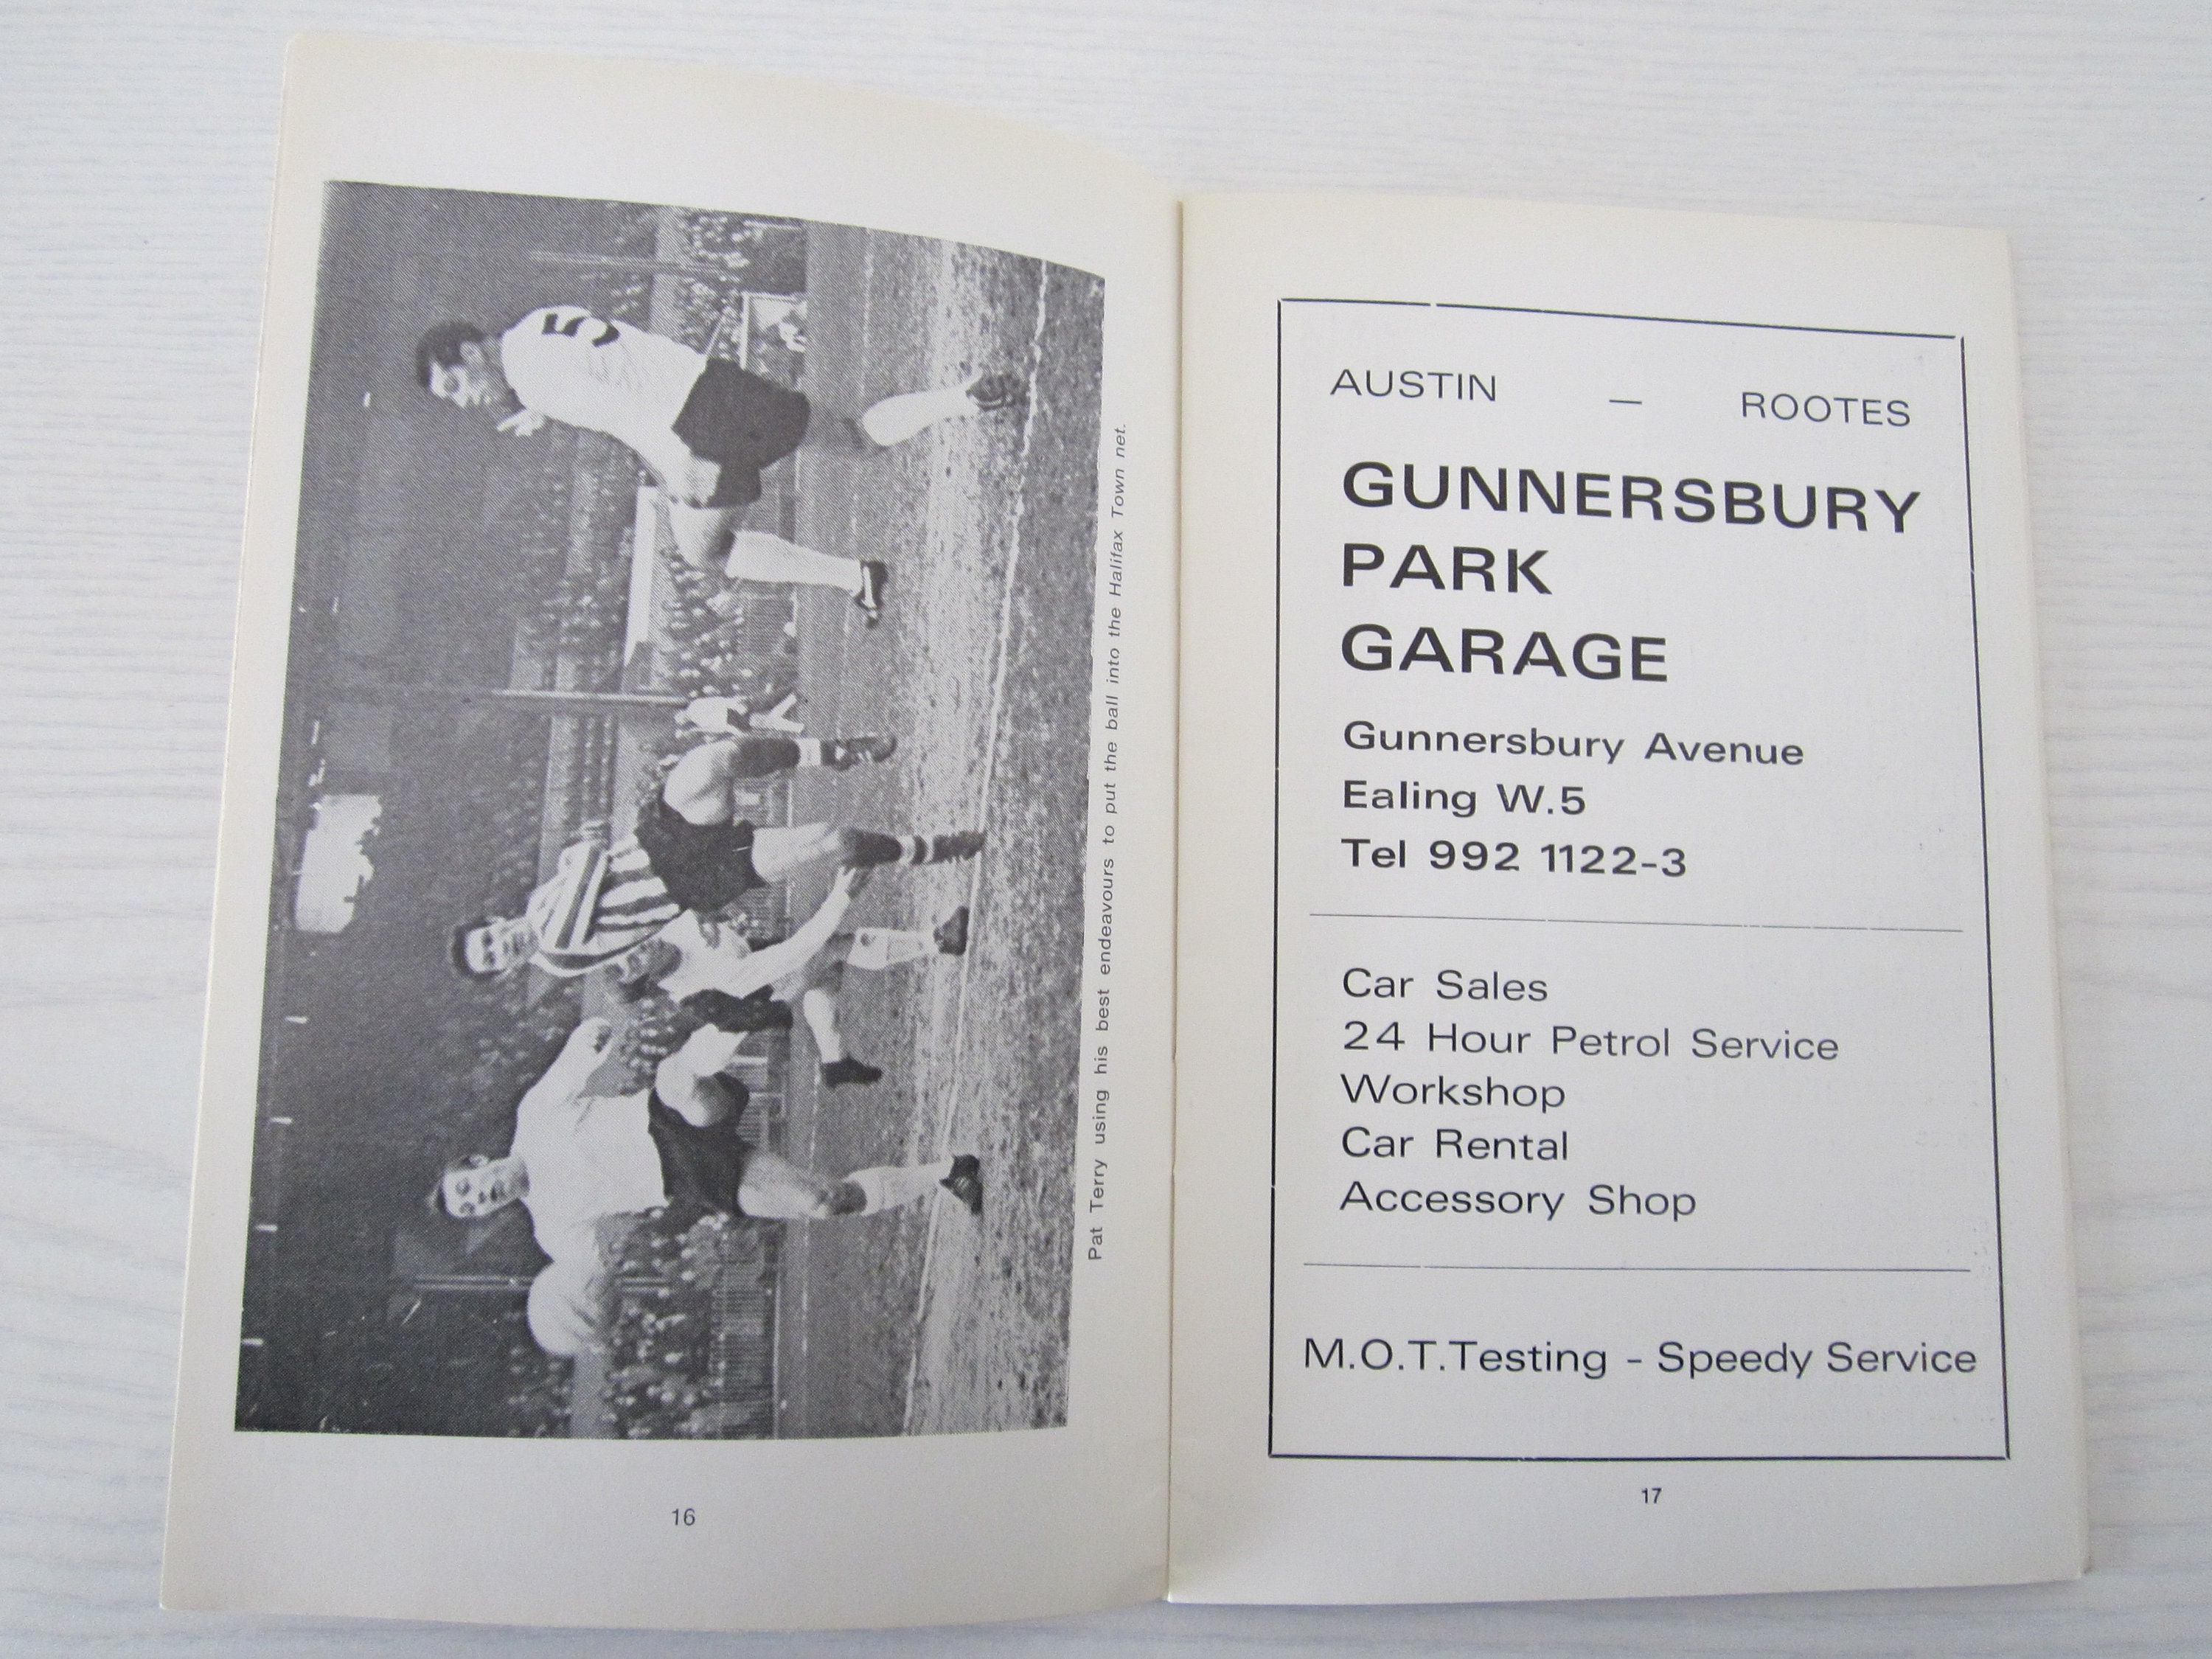 5
Pat Terry using his best endeavours to put the ball into the Halifax Town net.
16
AUSTIN — ROOTES
GUNNERSBURY
PARK
GARAGE
Gunnersbury Avenue
Ealing W.5
Tel 992 1122-3
Car Sales
24 Hour Petrol Service
Workshop
Car Rental
Accessory Shop
M.O.T.Testing - Speedy Service
17